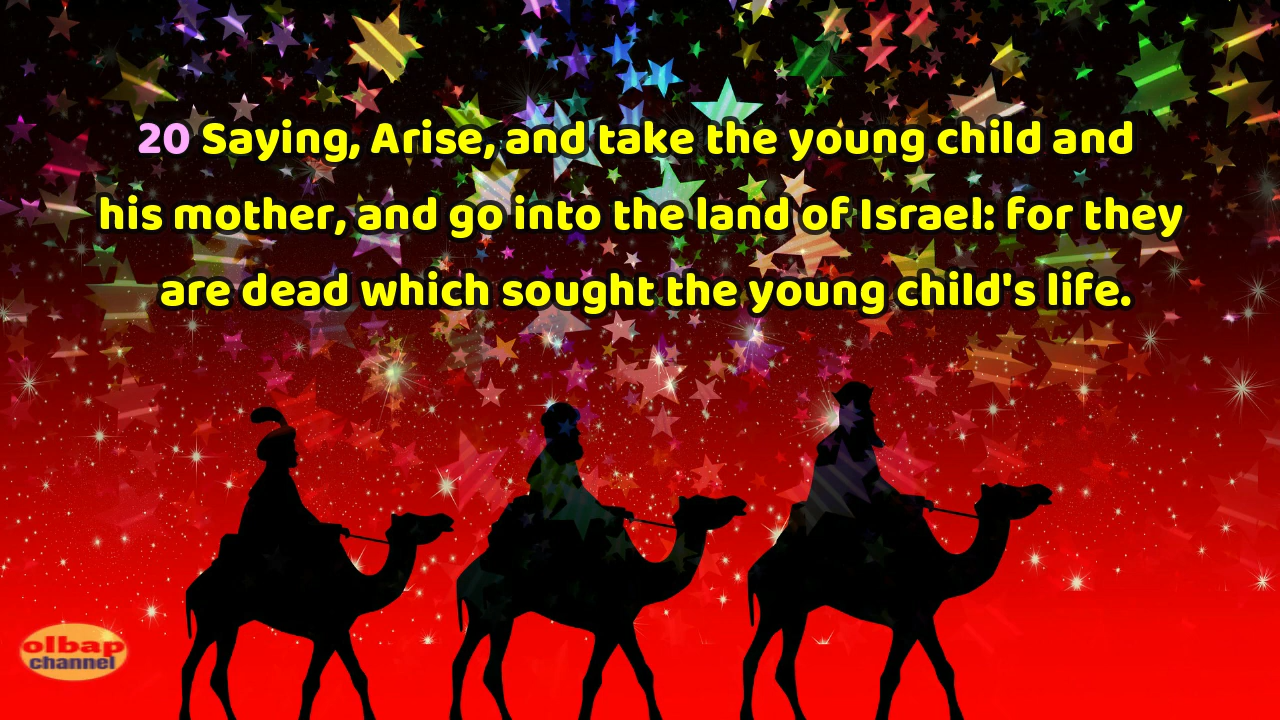 20 Saying, Arise, and take the young child and
his mother, and go into the land of Israel: for they
are dead which sought the young child's life.
olbap
channel